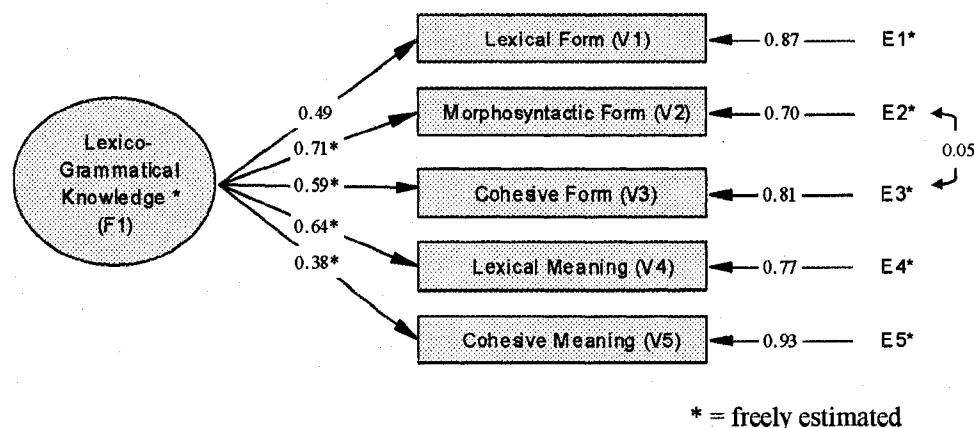 Lexico-
Grammatical
Knowledge *
(F1)
0.49
0.71*
0.59*
0.64*
0.38*
Lexical Form (V1)
0.87
E1*
Morphosyntactic Form (V2)
0.70
E2*
Cohesive Form (V3)
0.81
E3*
0.05
Lexical Meaning (V4)
0.77
E4*
Cohesive Meaning (V5)
0.93
E5*
* = freely estimated